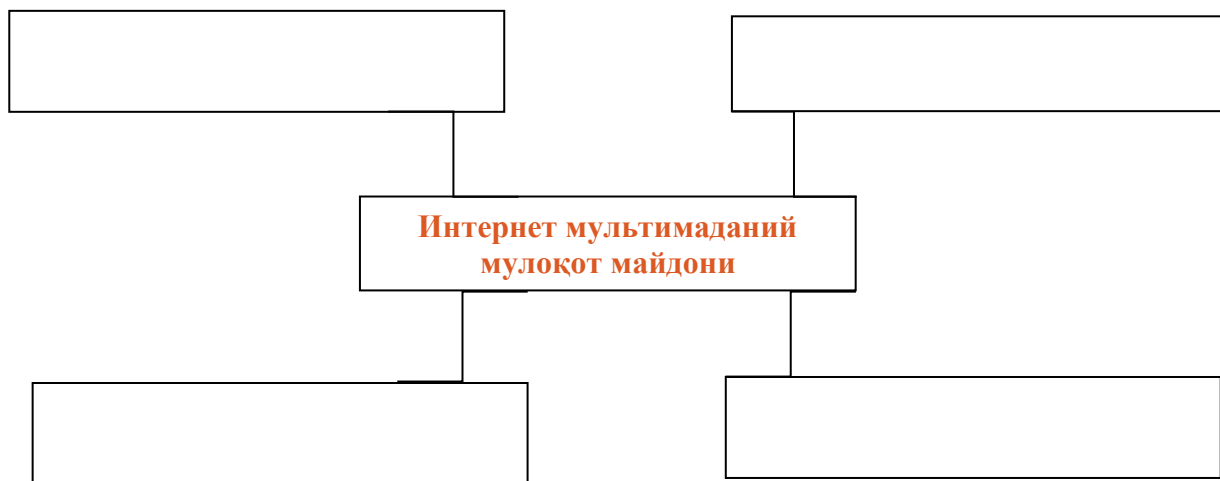 Интернет мультимаданий
мулоқот майдони